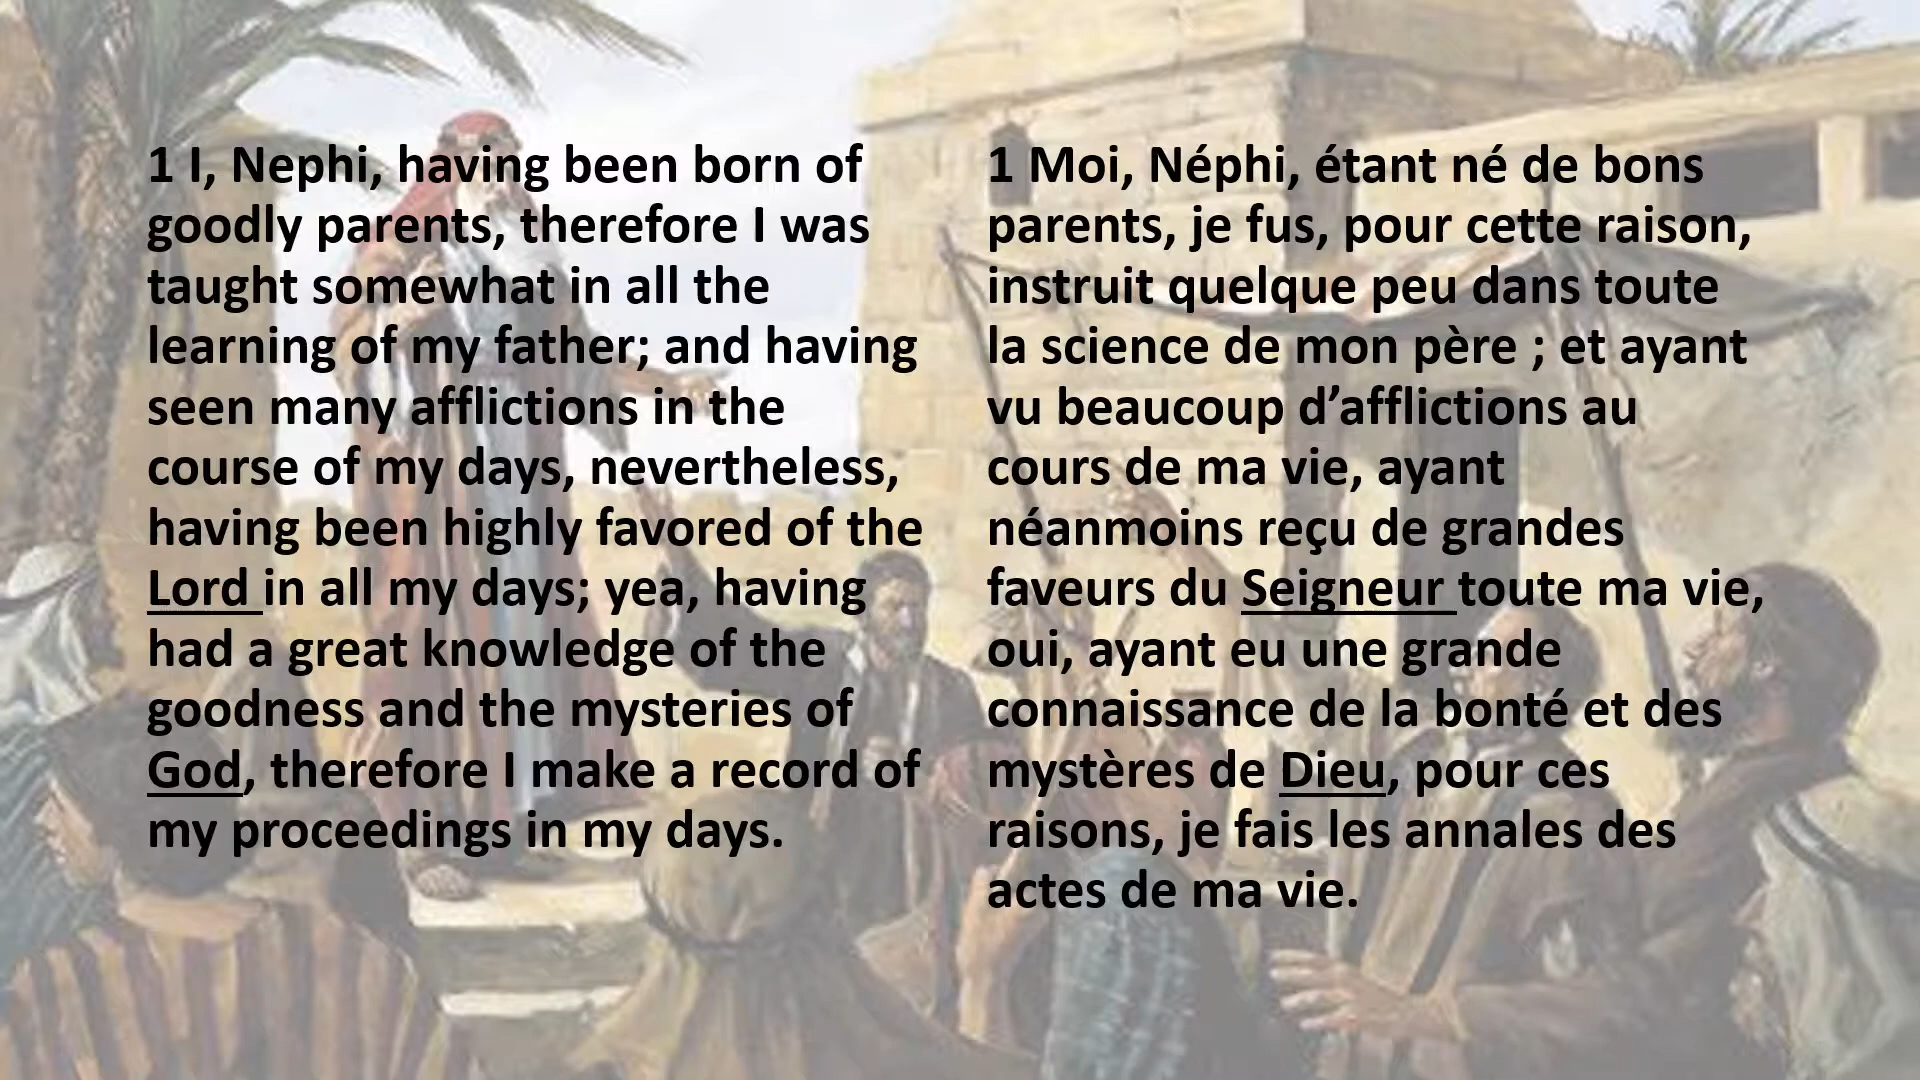 1 I, Nephi, having been born of
goodly parents, therefore I was
taught somewhat in all the
learning of my father; and having
seen many afflictions in the
course of my days, nevertheless,
having been highly favored of the
Lord in all my days; yea, having
had a great knowledge of the
goodness and the mysteries of
God, therefore I make a record of
my proceedings in my days.
1 Moi, Néphi, étant né de bons
parents, je fus, pour cette raison,
instruit quelque peu dans toute
la science de mon père ; et ayant
vu beaucoup d’afflictions au
cours de ma vie, ayant
néanmoins reçu de grandes
faveurs du Seigneur toute ma vie,
oui, ayant eu une grande
connaissance de la bonté et des
mystères de Dieu, pour ces
raisons, je fais les annales des
actes de ma vie.